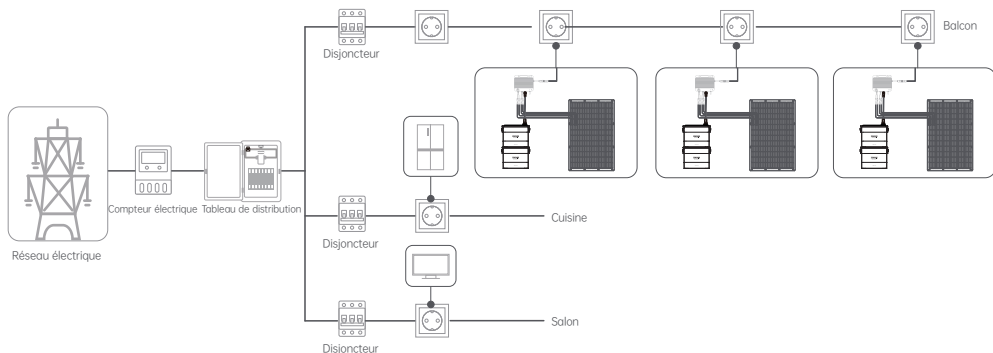 Balcon
Disjoncteur
Compteur électrique
Tableau de distribution
Cuisine
Disjoncteur
Réseau électrique
Salon
Disjoncteur